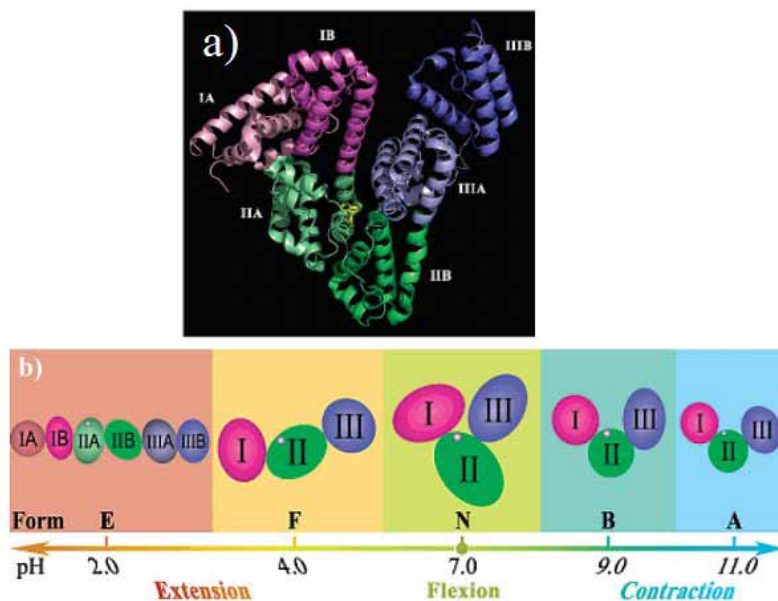 a)
IB
IIIB
IA
IIIA
IIA
IIB
b)
IA IB IIA IIB IIIA IIIB
I II III
I II III
I II III
I II III
Form E F N B A
pH 2.0 4.0 7.0 9.0 11.0
Extension Flexion Contraction